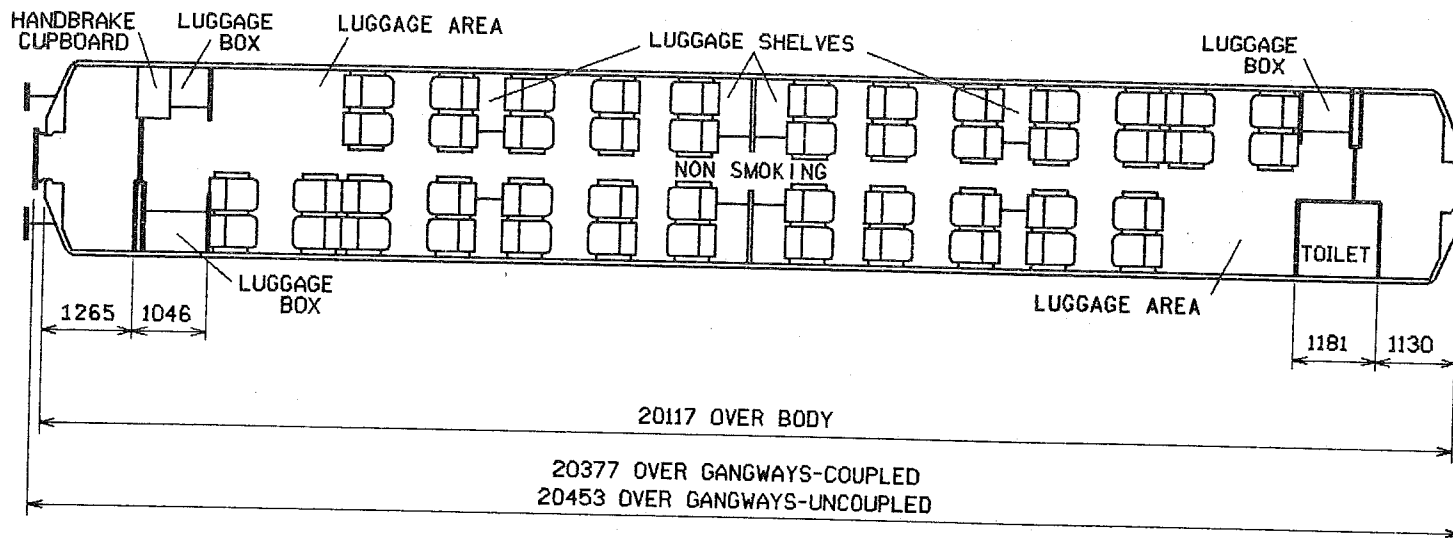 HANDBRAKE
CUPBOARD
LUGGAGE
BOX
LUGGAGE AREA
LUGGAGE SHELVES
LUGGAGE
BOX
NON SMOKING
TOILET
LUGGAGE
BOX
LUGGAGE AREA
1265
1046
1181
1130
20117 OVER BODY
20377 OVER GANGWAYS-COUPLED
20453 OVER GANGWAYS-UNCOUPLED